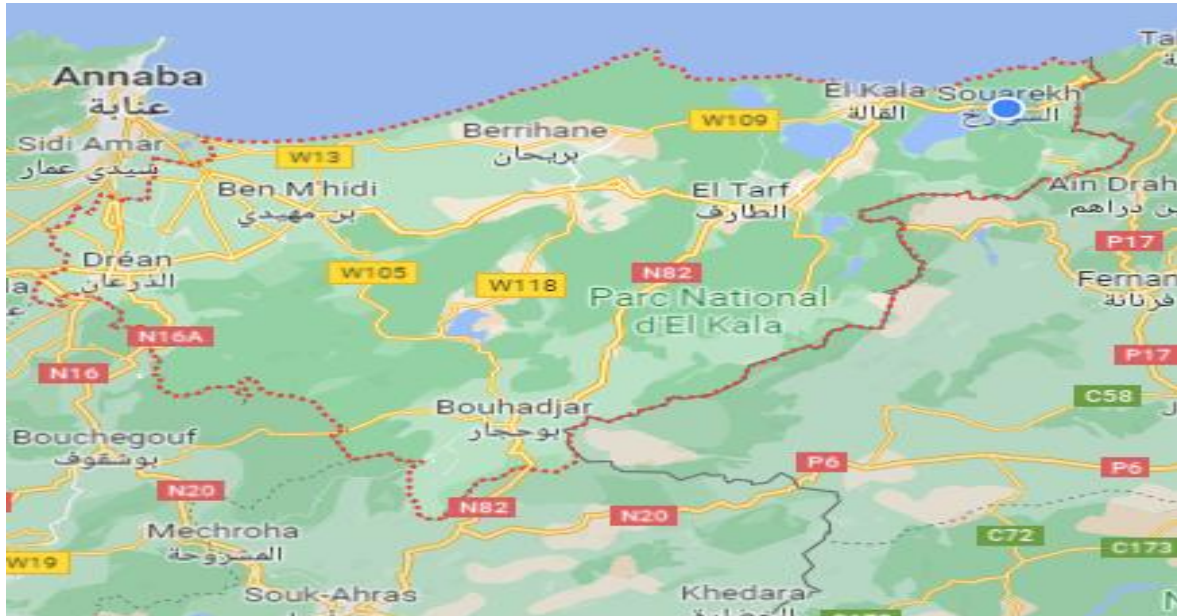 Annaba
عنابة
El Kala
القالة
Souarekh
W109
Berrihane
بريحان
Sidi Amar
سيدي عمار
W13
Ben M'hidi
بن مهيدي
El Tarf
الطارف
P17
Dréan
الذرعان
W105
W118
N82
Parc National
d'El Kala
فرنانة
N16A
N16
P17
C58
Bouhadjar
بوحجار
Bouchegouf
بوشقوف
P6
P6
N20
N82
N20
Mechroha
المشروحة
C72
C173
W19
Souk-Ahras
Khedara